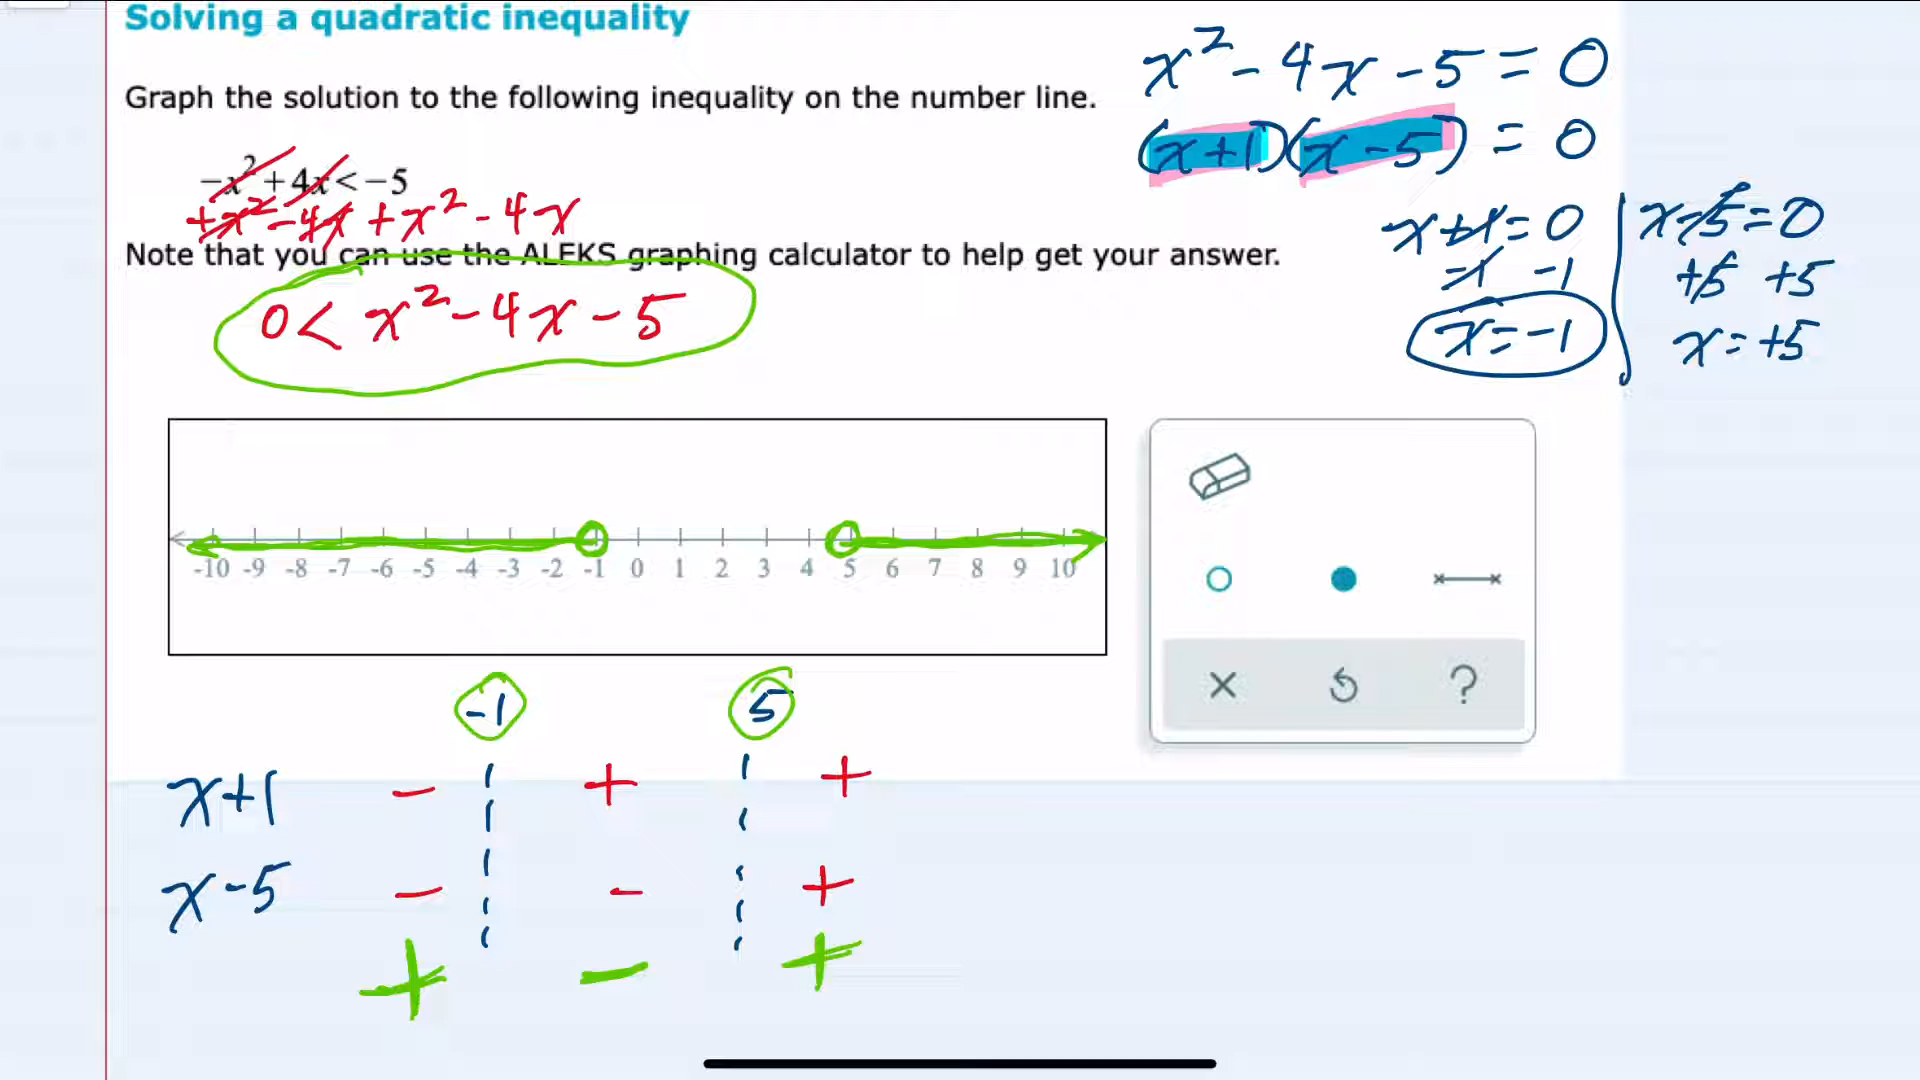 Solving a quadratic inequality
Graph the solution to the following inequality on the number line.
-x²+4x<-5
+x²-4x +x²-4x
Note that you can use the ALEKS graphing calculator to help get your answer.
0 < x²-4x-5
x²-4x-5=0
(x+1)(x-5)=0
x+1=0
-1 -1
x=-1
x-5=0
+5 +5
x=+5
-10 -9 -8 -7 -6 -5 -4 -3 -2 -1 0 1 2 3 4 5 6 7 8 9 10
?
-1 5
x+1 - + +
x-5 - - +
+ - +